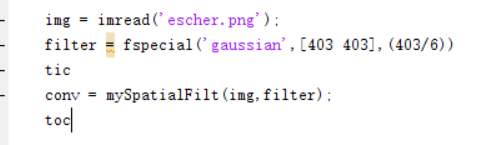 img = imread('escher.png');
filter = fspecial('gaussian',[403 403],(403/6))
tic
conv = mySpatialFilt(img,filter);
toc